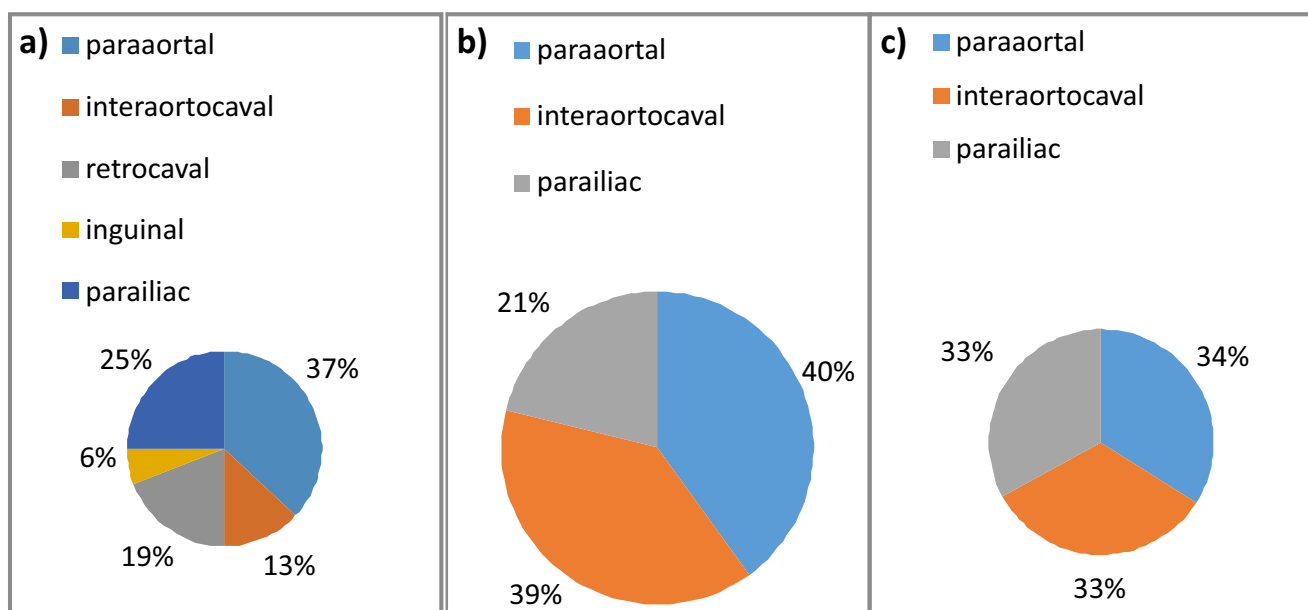 a)
paraaortal
interaortocaval
retrocaval
inguinal
parailiac
25%
37%
6%
19%
13%
b)
paraaortal
interaortocaval
parailiac
21%
40%
39%
c)
paraaortal
interaortocaval
parailiac
33%
34%
33%